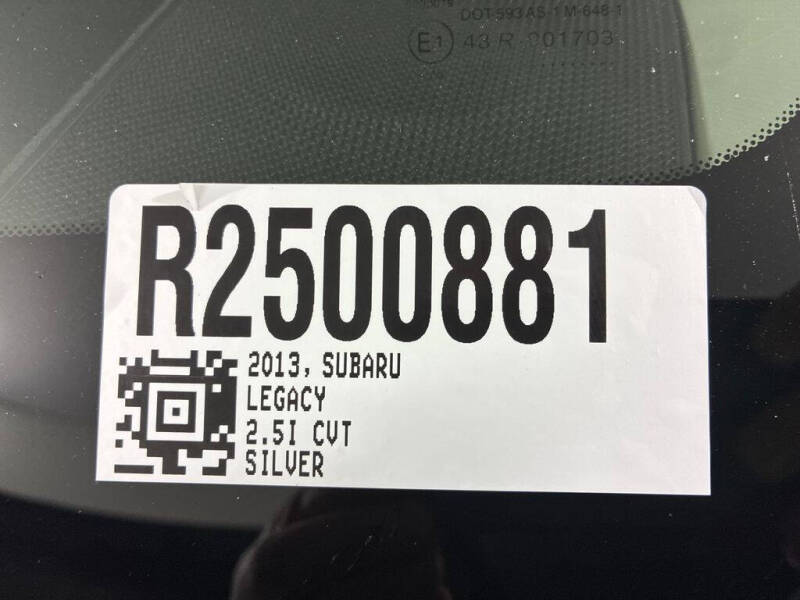 DOT 593 AS-1 M-648-1
E1 43 R-001703
R2500881
2013, SUBARU
LEGACY
2.5I CVT
SILVER